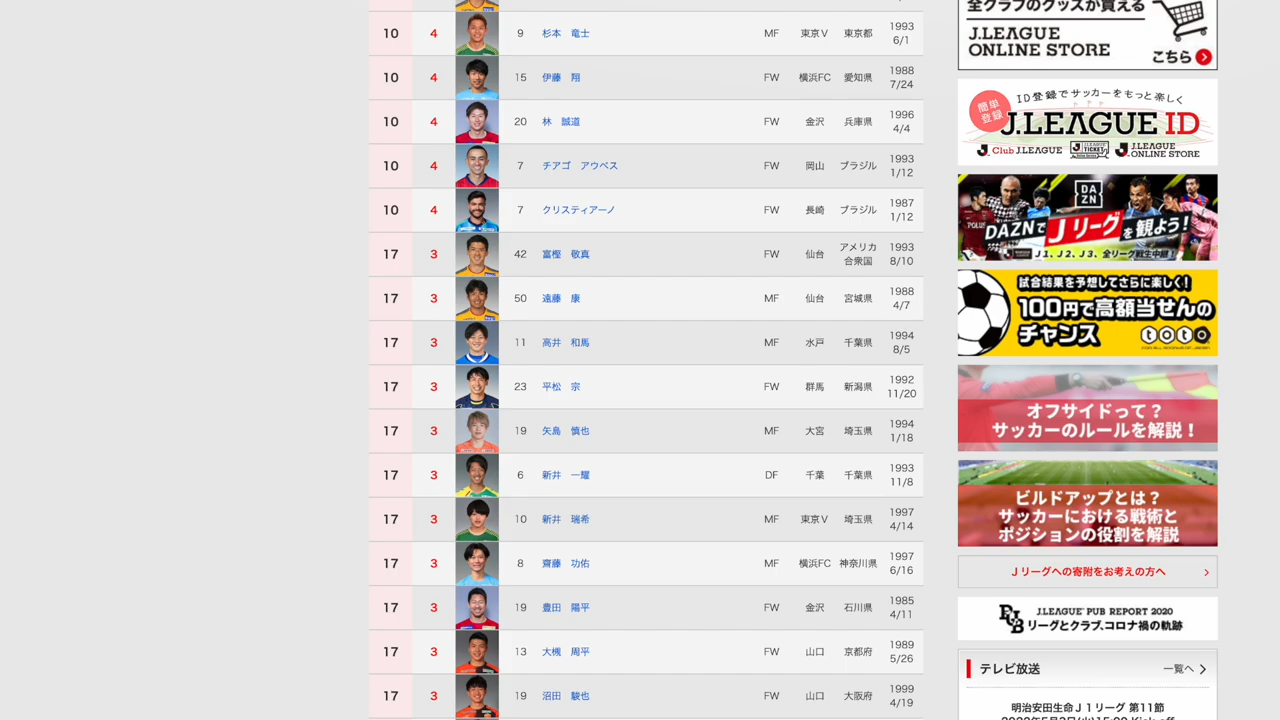 10 4 9 杉本 竜士 MF 東京Ｖ 東京都 1993 6/1
10 4 15 伊藤 翔 FW 横浜FC 愛知県 1988 7/24
10 4 20 FW 金沢 兵庫県 1996 4/4
10 4 7 FW 岡山 ブラジル 1993
4 7 クリスティアーノ FW 長崎 ブラジル 1987
17 3 42 富樫 敬真 FW 仙台 アメリカ合衆国 1993 8/10
17 3 50 遠藤 康 MF 仙台 宮城県 1988 4/7
17 3 11 高井 和馬 MF 水戸 千葉県 1994 8/5
17 3 23 平松 宗 FW 群馬 新潟県 1992 11/20
17 3 19 矢島 慎也 MF 大宮 埼玉県 1994 1/18
17 3 6 新井 一耀 DF 千葉 千葉県 1993 11/8
17 3 10 新井 瑞希 MF 東京Ｖ 埼玉県 1997 4/19
17 3 8 齋藤 功佑 MF 横浜FC 神奈川県 1997 6/16
17 3 19 豊田 陽平 FW 金沢 石川県 1985 4/11
17 3 13 大槻 周平 FW 山口 京都府 1989 5/26
17 3 19 沼田 駿也 FW 山口 大阪府 1999
全クラブのグッズが買える
J.LEAGUE
ONLINE STORE
こちら
簡単
登録
ID登録でサッカーをもっと楽しく
J.LEAGUE ID
Club J.LEAGUE J.LEAGUE TICKET J.LEAGUE ONLINE STORE
DAZN
DAZNでJリーグを観よう！
J1、J2、J3、全リーグ戦生中継！
試合結果を予想してさらに楽しく！
100円で高額当せんの
チャンス
toto
オフサイドって？
サッカーのルールを解説！
ビルドアップとは？
サッカーにおける戦術と
ポジションの役割を解説
Ｊリーグへの寄附をお考えの方へ
PUB
J.LEAGUE PUB REPORT 2020
リーグとクラブ、コロナ禍の軌跡
テレビ放送 一覧へ
明治安田生命Ｊ１リーグ 第11節